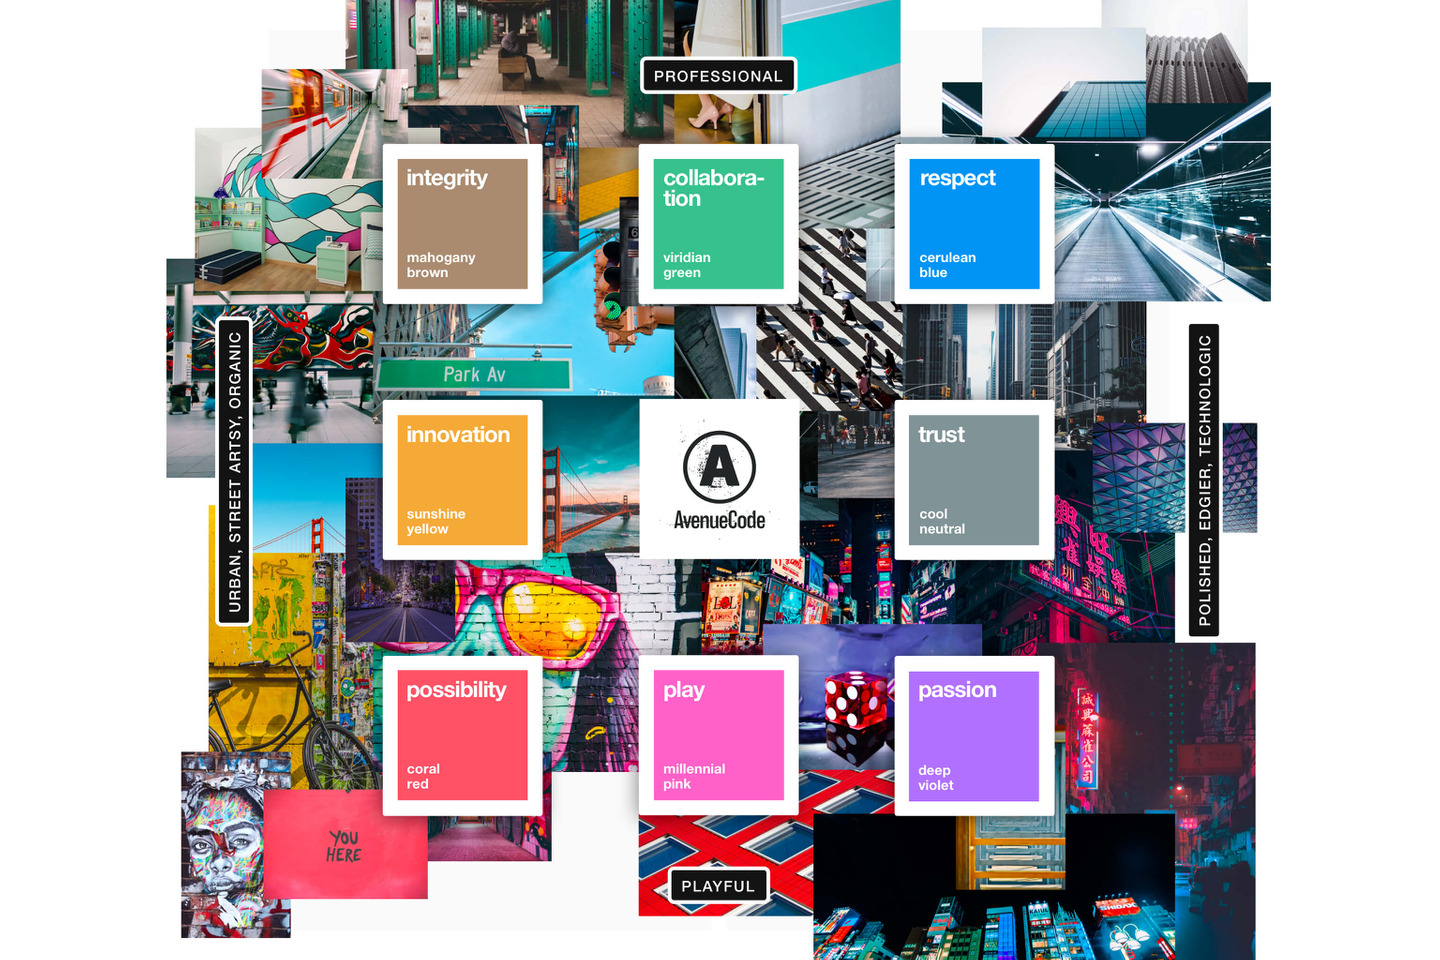 PROFESSIONAL
integrity
mahogany
brown
collabora-
tion
viridian
green
respect
cerulean
blue
Park Av
URBAN, STREET ARTSY, ORGANIC
POLISHED, EDGIER, TECHNOLOGIC
innovation
sunshine
yellow
A
AvenueCode
trust
cool
neutral
possibility
coral
red
play
millennial
pink
passion
deep
violet
YOU
HERE
PLAYFUL